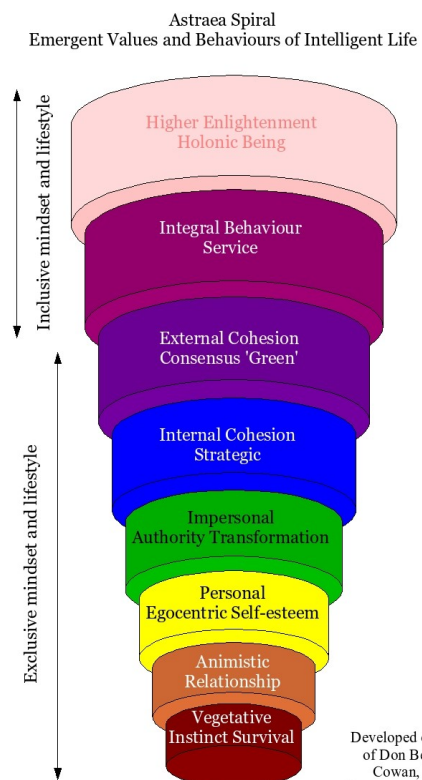 Astraea Spiral
Emergent Values and Behaviours of Intelligent Life
Inclusive mindset and lifestyle
Higher Enlightenment
Holonic Being
Integral Behaviour
Service
External Cohesion
Consensus 'Green'
Internal Cohesion
Strategic
Exclusive mindset and lifestyle
Impersonal
Authority Transformation
Personal
Egocentric Self-esteem
Animistic
Relationship
Vegetative
Instinct Survival
Developed
of Don
Cowan,